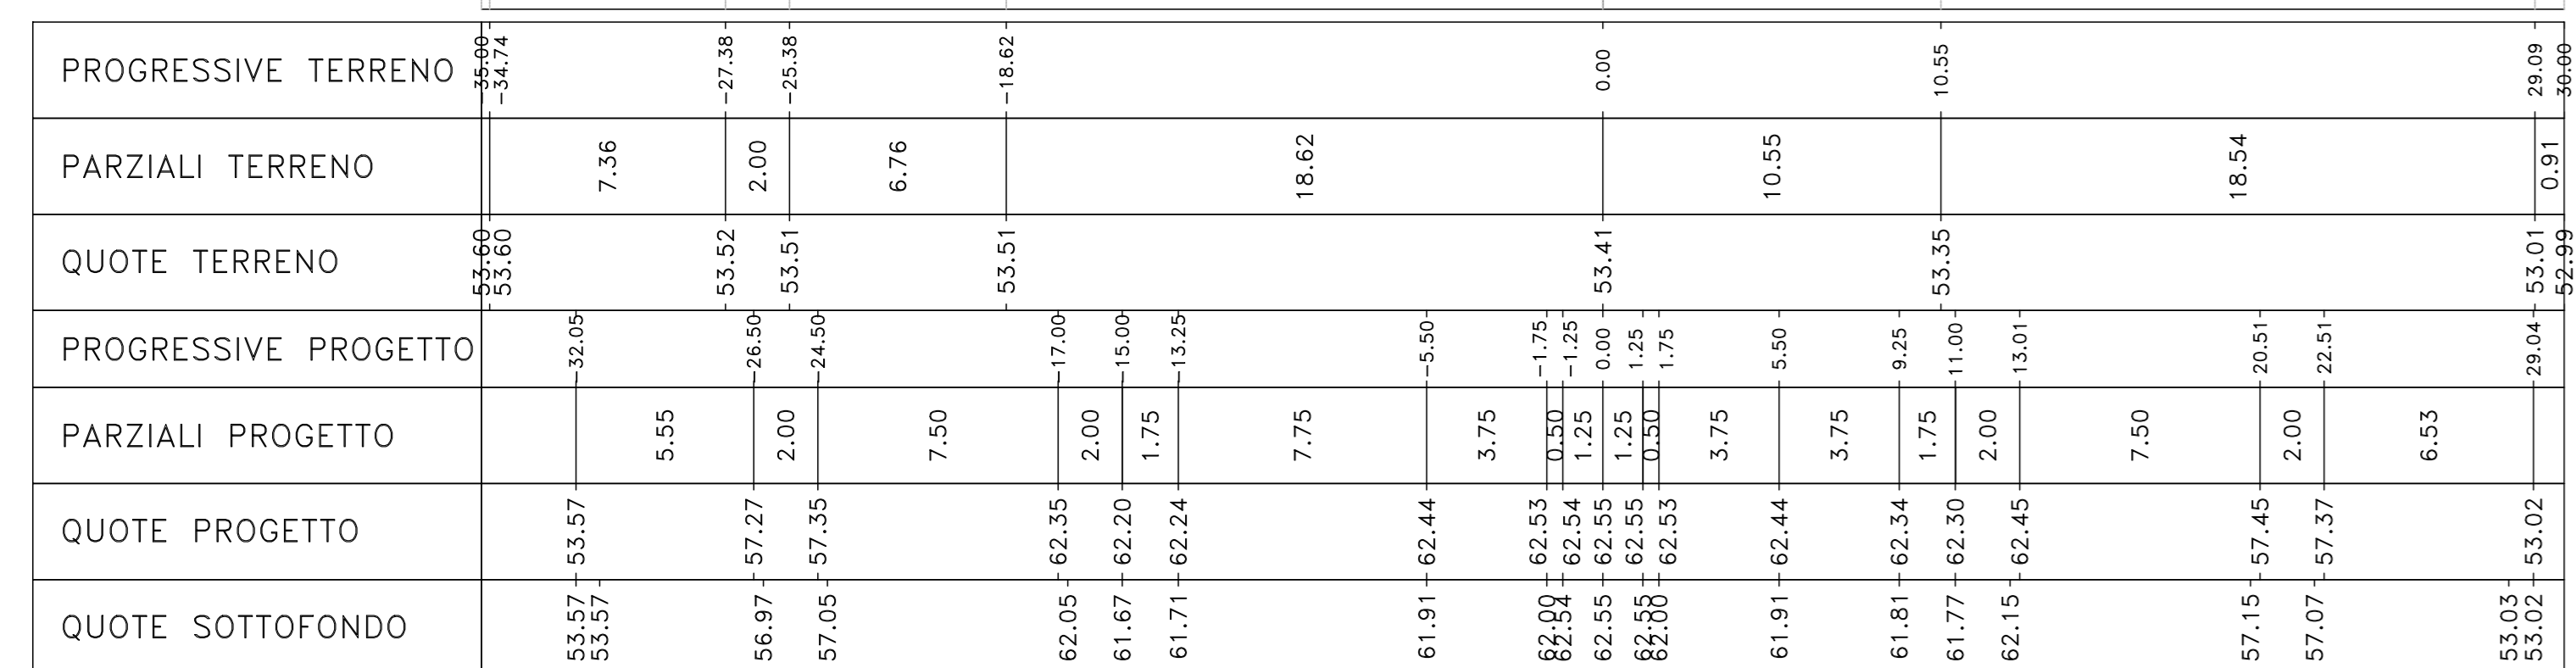 PROGRESSIVE TERRENO -35.00 -34.74 -27.38 -25.38 -18.62 0.00 10.55 29.09 30.00
PARZIALI TERRENO 7.36 2.00 6.76 18.62 10.55 18.54 0.91
QUOTE TERRENO 53.60 53.60 53.52 53.51 53.51 53.41 53.35 53.01 52.99
PROGRESSIVE PROGETTO -32.05 -26.50 -24.50 -17.00 -15.00 -13.25 -5.50 -1.75 -1.25 0.00 1.25 1.75 5.50 9.25 11.00 13.01 20.51 22.51 29.04
PARZIALI PROGETTO 5.55 2.00 7.50 2.00 1.75 7.75 3.75 0.50 1.25 1.25 0.50 3.75 3.75 1.75 2.00 7.50 2.00 6.53
QUOTE PROGETTO 53.57 57.27 57.35 62.35 62.20 62.24 62.44 62.53 62.54 62.55 62.55 62.53 62.44 62.34 62.30 62.45 57.45 57.37 53.02
QUOTE SOTTOFONDO 53.57 53.57 56.97 57.05 62.05 61.67 61.71 61.91 62.00 62.54 62.55 62.55 62.00 61.91 61.81 61.77 62.15 57.15 57.07 53.03 53.02